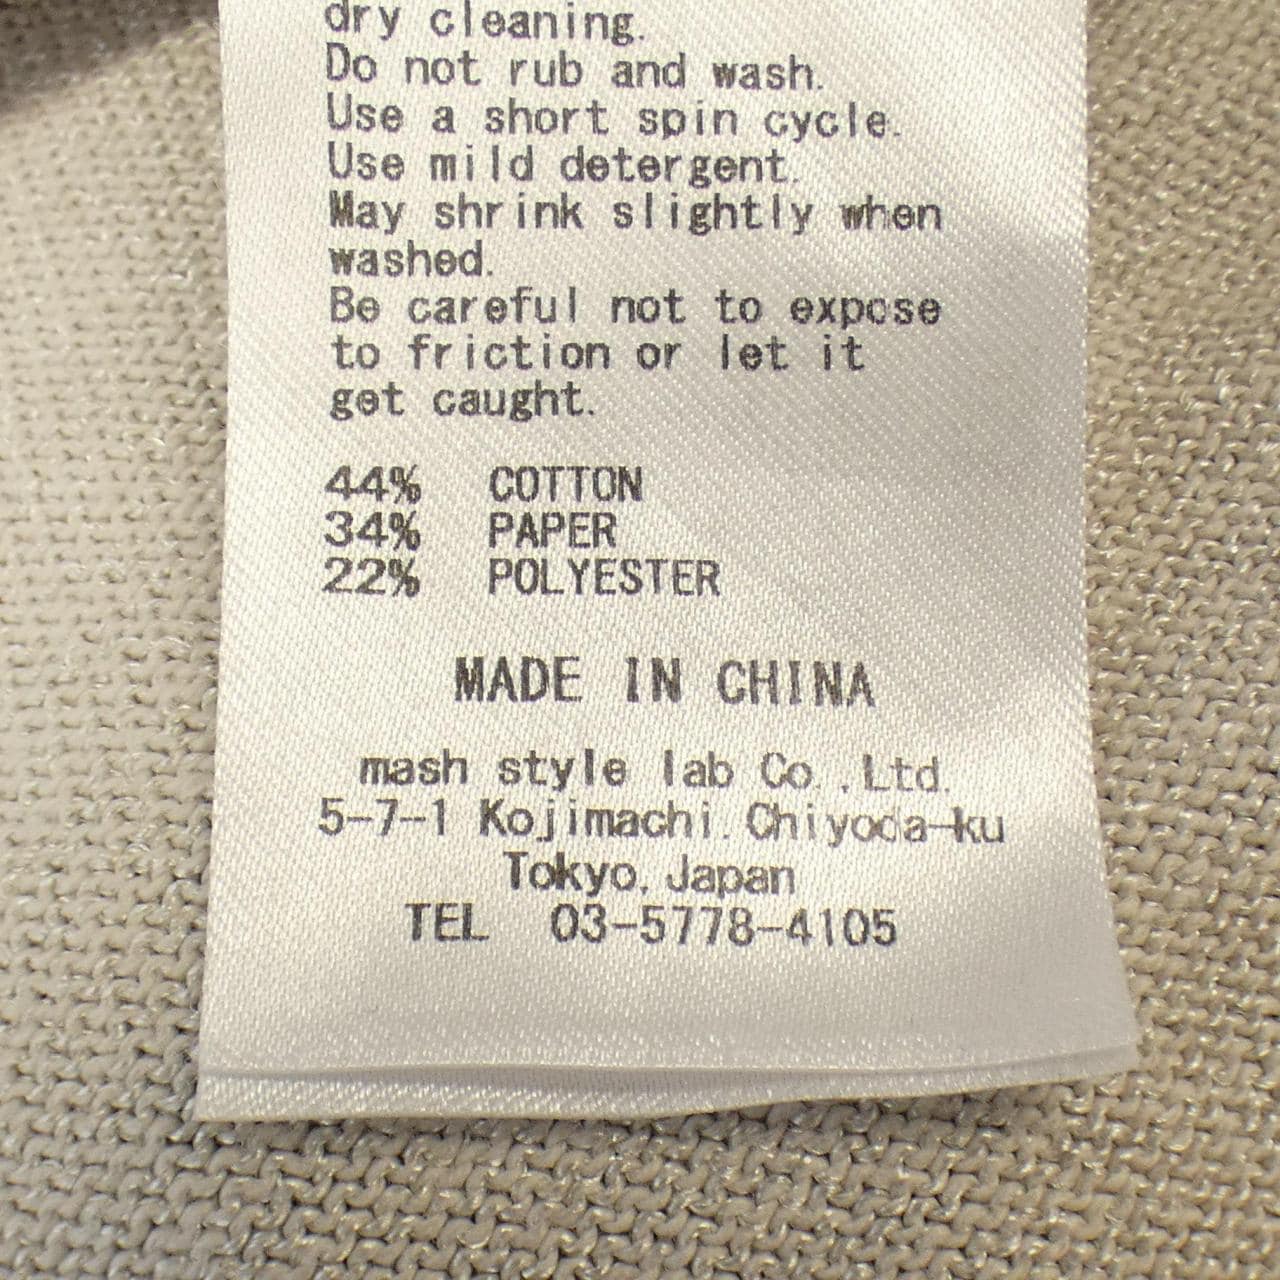 dry cleaning.
Do not rub and wash.
Use a short spin cycle.
Use mild detergent.
May shrink slightly when
washed.
Be careful not to expose
to friction or let it
get caught.
44% COTTON
34% PAPER
22% POLYESTER
MADE IN CHINA
mash style lab Co.,Ltd.
5-7-1 Kojimachi, Chiyoda-ku
Tokyo, Japan
TEL 03-5778-4105